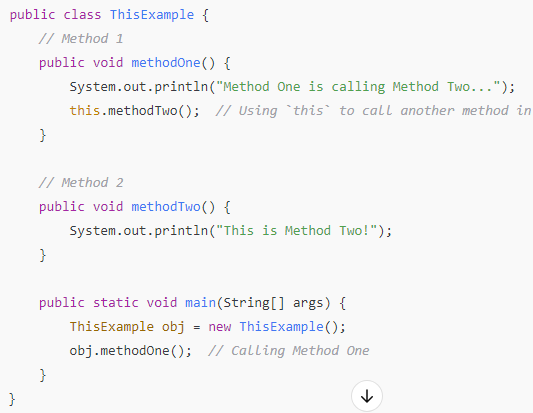 public class ThisExample {
    // Method 1
    public void methodOne() {
        System.out.println("Method One is calling Method Two...");
        this.methodTwo();  // Using `this` to call another method in
    }

    // Method 2
    public void methodTwo() {
        System.out.println("This is Method Two!");
    }

    public static void main(String[] args) {
        ThisExample obj = new ThisExample();
        obj.methodOne();  // Calling Method One
    }
}